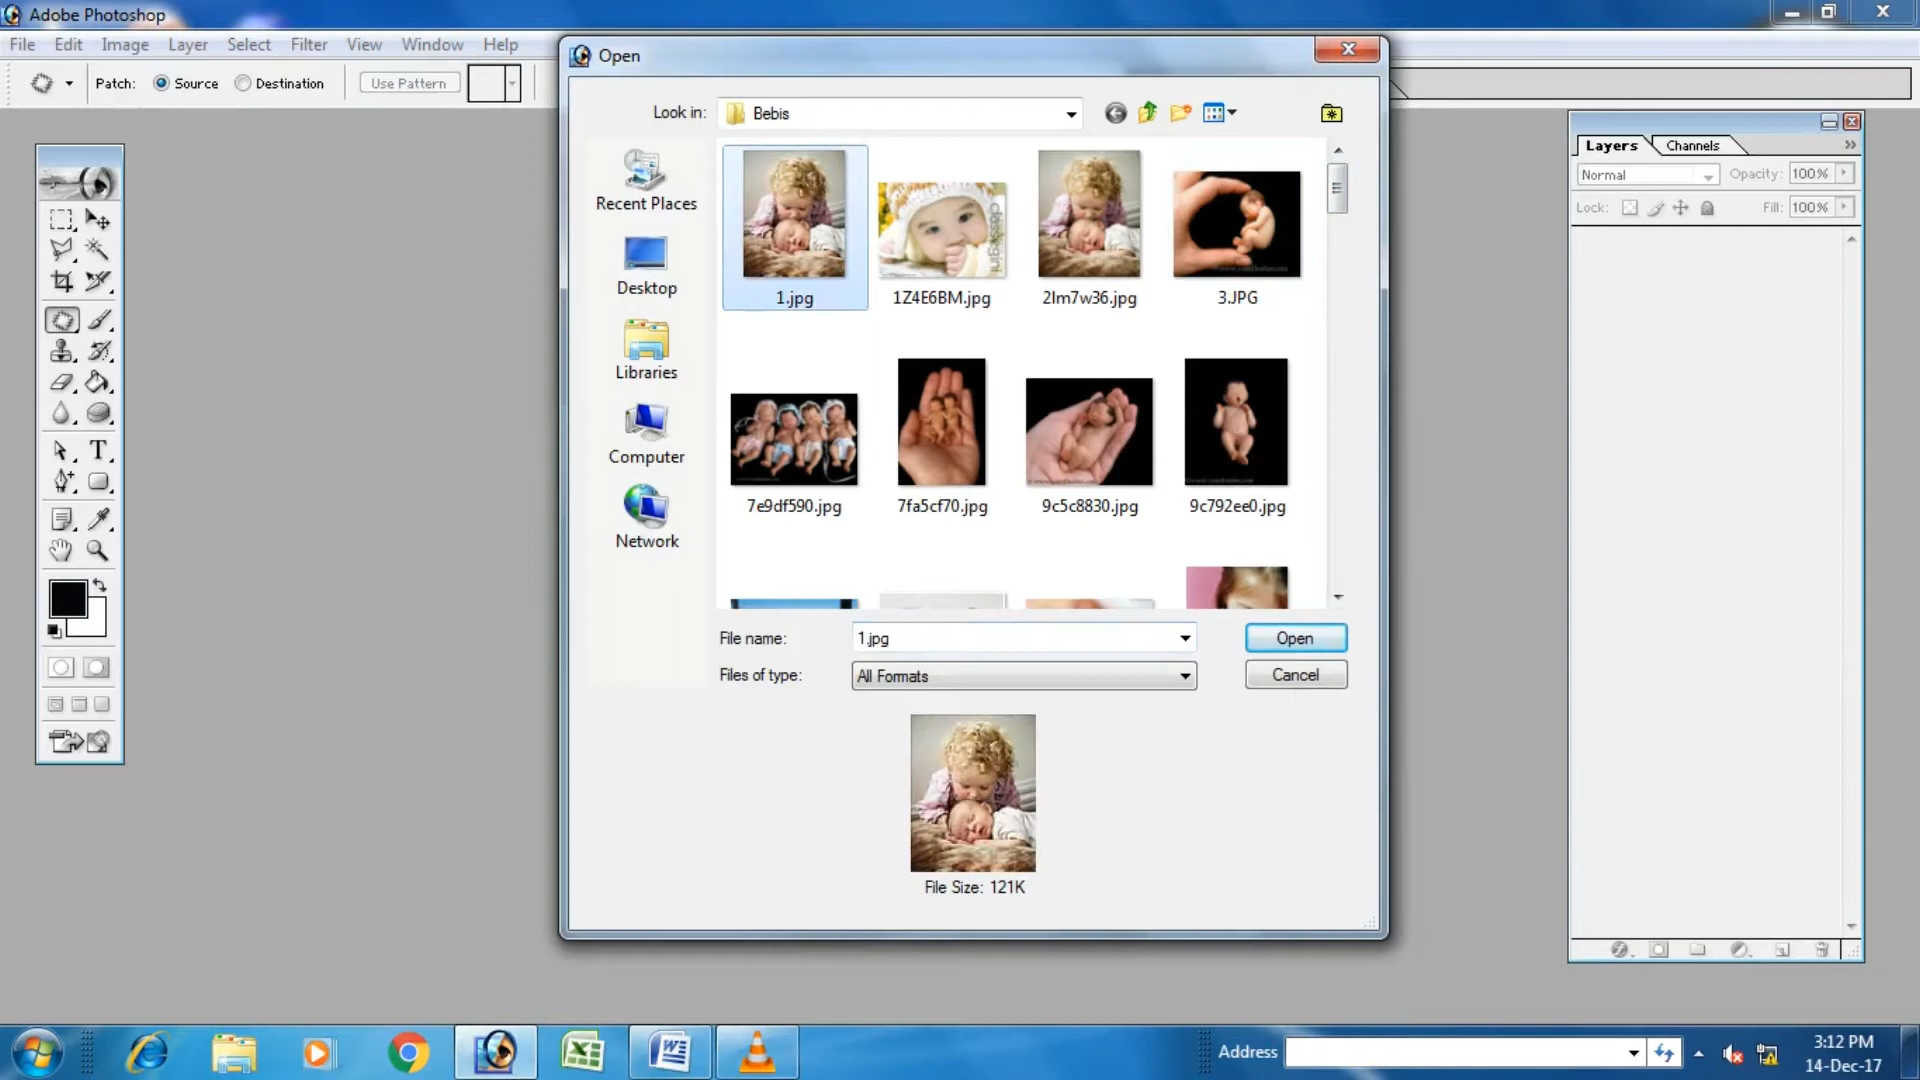 Adobe Photoshop
File Edit Image Layer Select Filter View Window Help
Patch: Source Destination Use Pattern
Open
Look in: Bebis
Recent Places
Desktop
Libraries
Computer
Network
1.jpg 1Z4E6BM.jpg 2lm7w36.jpg 3.JPG
classygini
7e9df590.jpg 7fa5cf70.jpg 9c5c8830.jpg 9c792ee0.jpg
File name: 1.jpg Open
Files of type: All Formats Cancel
File Size: 121K
Layers Channels
Normal Opacity: 100%
Lock: Fill: 100%
T
Address
3:12 PM
14-Dec-17